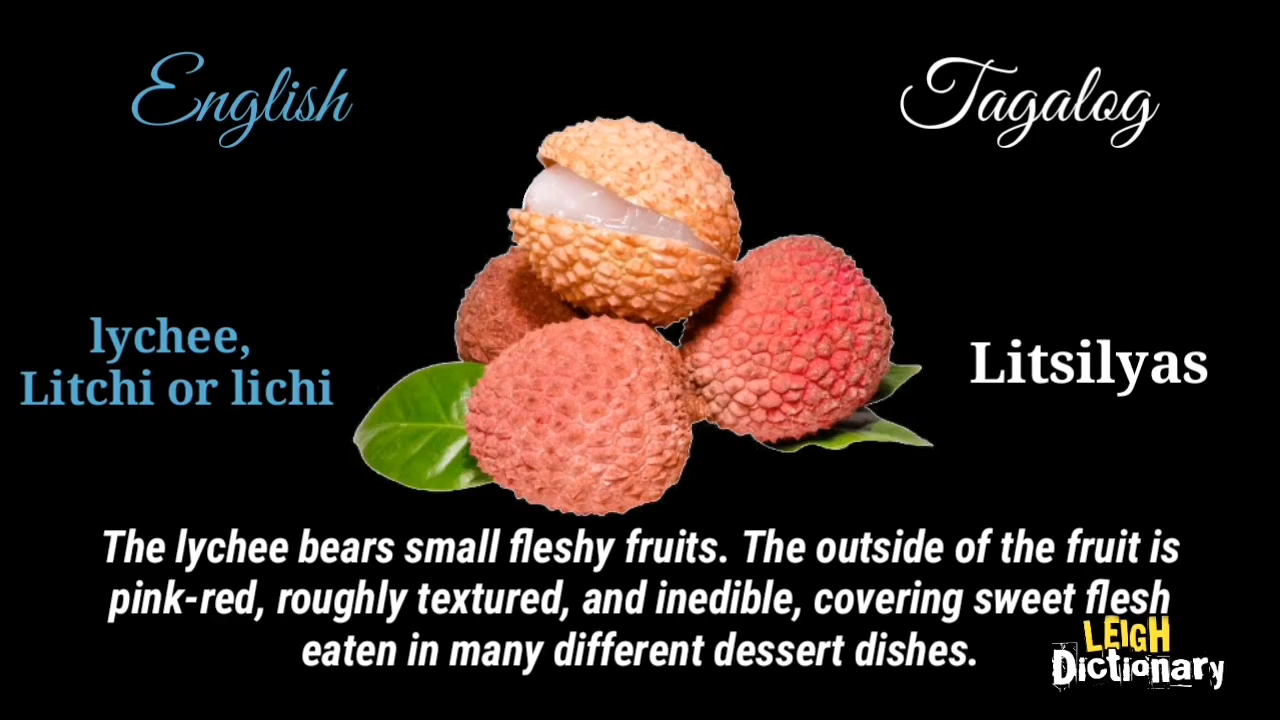 English
Tagalog
lychee,
Litchi or lichi
Litsilyas
The lychee bears small fleshy fruits. The outside of the fruit is
pink-red, roughly textured, and inedible, covering sweet flesh
eaten in many different dessert dishes.
LEIGH
Dictionary